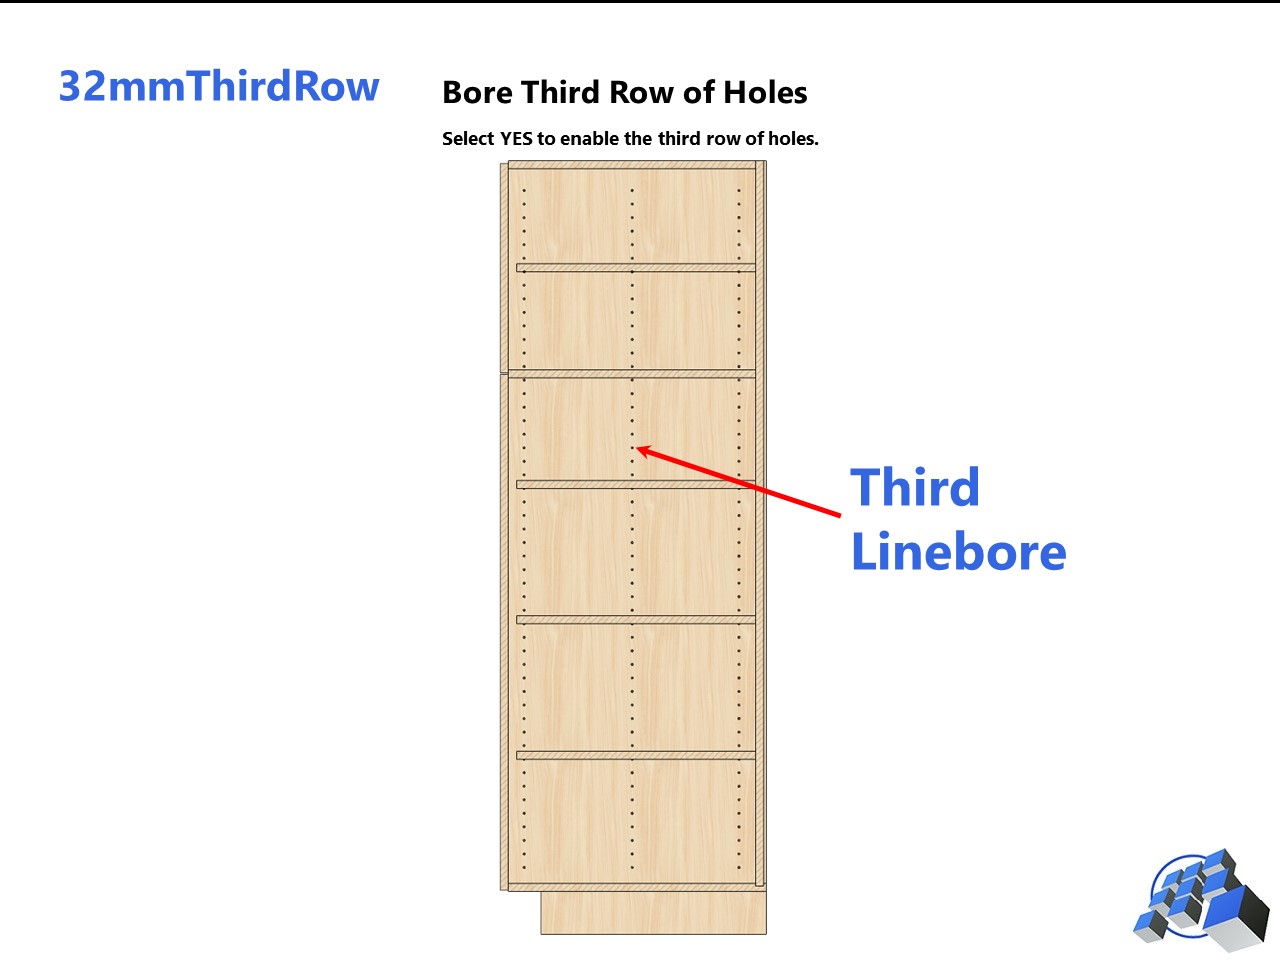 32mmThirdRow
Bore Third Row of Holes
Select YES to enable the third row of holes.
Third
Linebore